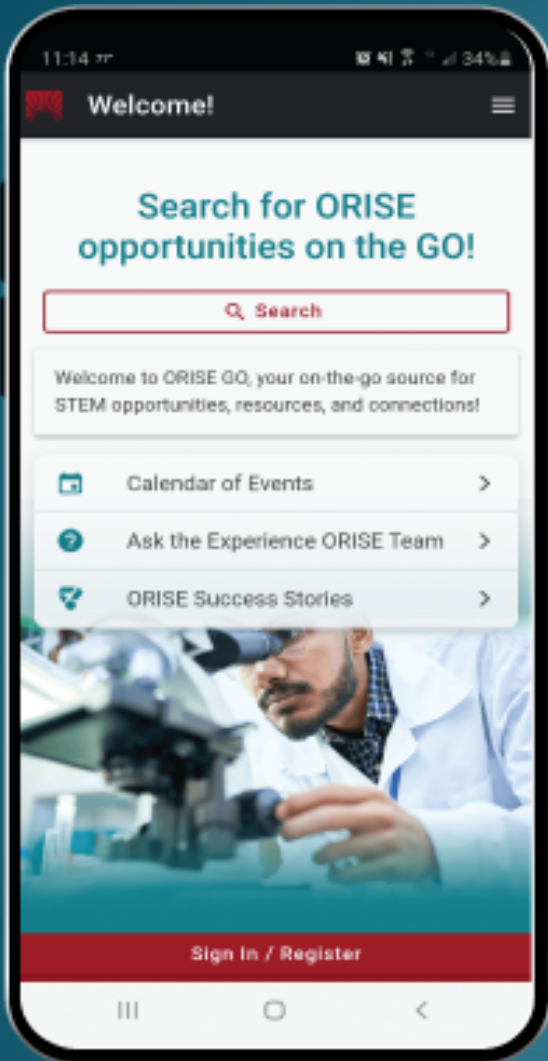 11:14
34%
Welcome!
Search for ORISE
opportunities on the GO!
Search
Welcome to ORISE GO, your on-the-go source for
STEM opportunities, resources, and connections!
Calendar of Events
Ask the Experience ORISE Team
ORISE Success Stories
Sign In / Register